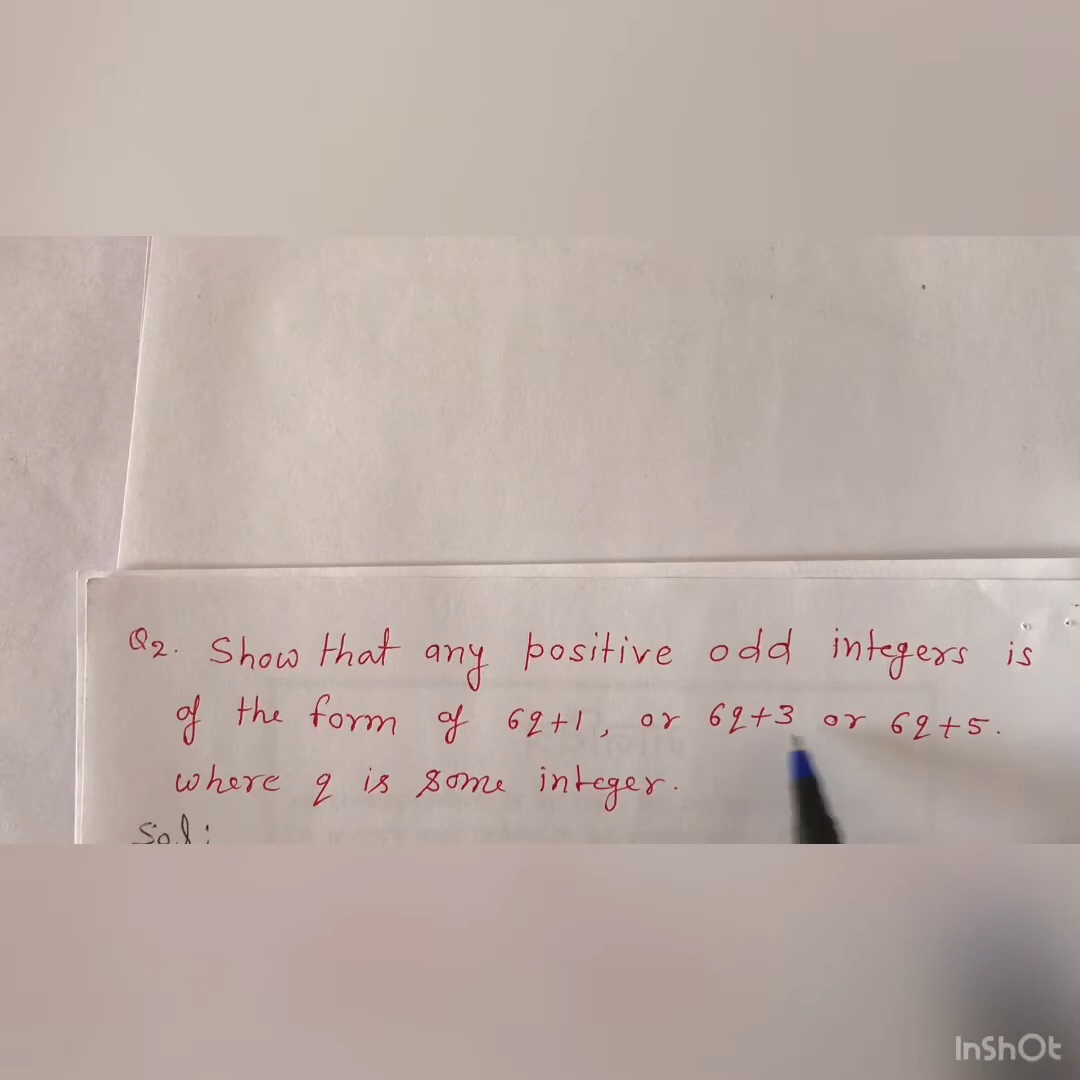 Q2. Show that any positive odd integers is
of the form of 6q+1, or 6q+3 or 6q+5.
where q is some integer.
Sol:
InShOt